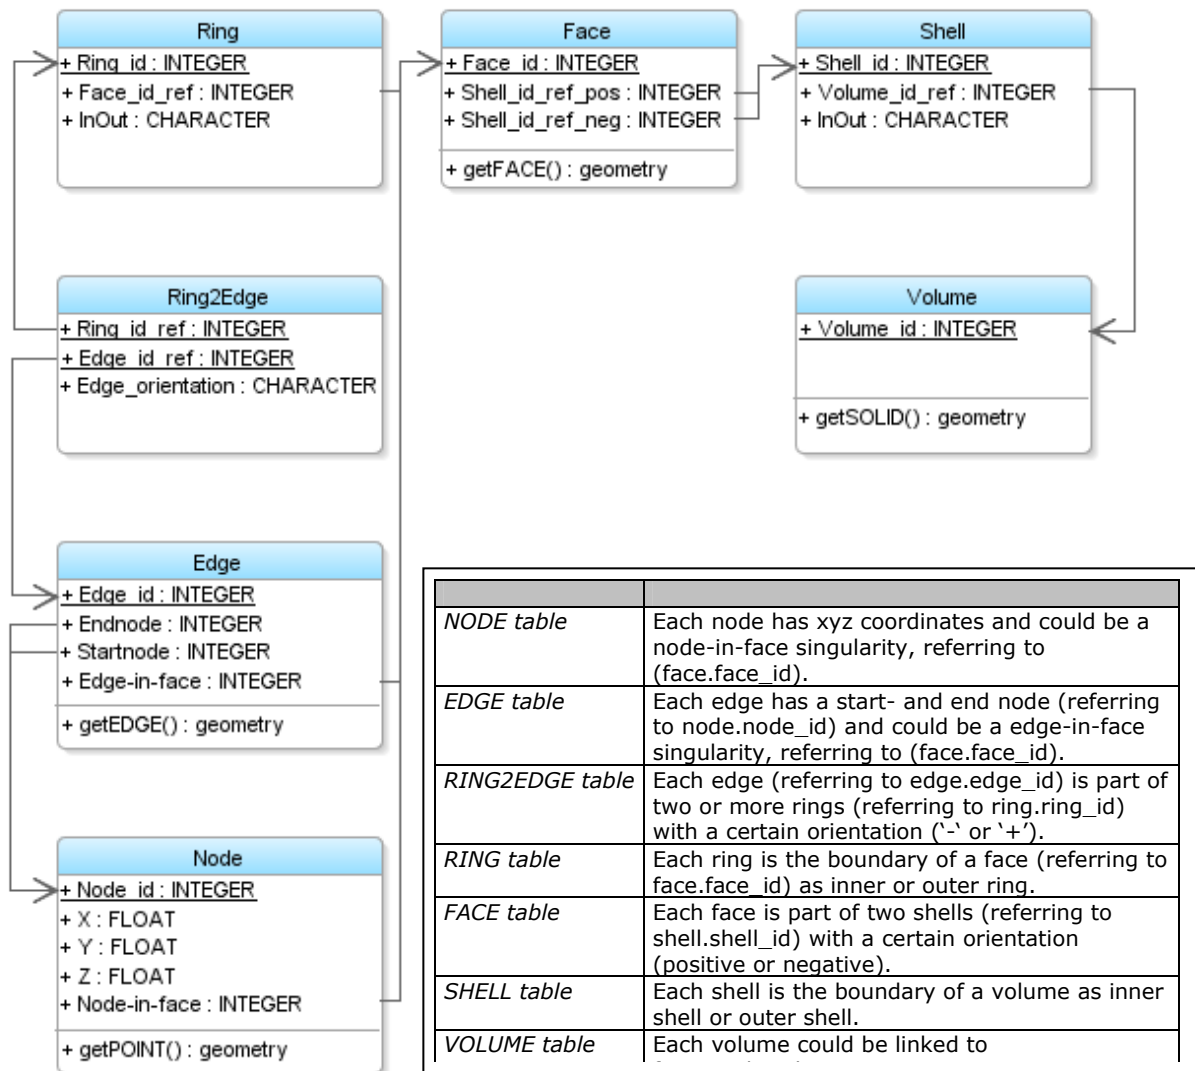 Ring
+ Ring_id : INTEGER
+ Face_id_ref : INTEGER
+ InOut : CHARACTER
Face
+ Face_id : INTEGER
+ Shell_id_ref_pos : INTEGER
+ Shell_id_ref_neg : INTEGER
+ getFACE() : geometry
Shell
+ Shell_id : INTEGER
+ Volume_id_ref : INTEGER
+ InOut : CHARACTER
Ring2Edge
+ Ring_id_ref : INTEGER
+ Edge_id_ref : INTEGER
+ Edge_orientation : CHARACTER
Volume
+ Volume_id : INTEGER
+ getSOLID() : geometry
Edge
+ Edge_id : INTEGER
+ Endnode : INTEGER
+ Startnode : INTEGER
+ Edge-in-face : INTEGER
+ getEDGE() : geometry
Node
+ Node_id : INTEGER
+ X : FLOAT
+ Y : FLOAT
+ Z : FLOAT
+ Node-in-face : INTEGER
+ getPOINT() : geometry
NODE table
Each node has xyz coordinates and could be a
node-in-face singularity, referring to
(face.face_id).
EDGE table
Each edge has a start- and end node (referring
to node.node_id) and could be a edge-in-face
singularity, referring to (face.face_id).
RING2EDGE table
Each edge (referring to edge.edge_id) is part of
two or more rings (referring to ring.ring_id)
with a certain orientation (‘-‘ or ‘+’).
RING table
Each ring is the boundary of a face (referring to
face.face_id) as inner or outer ring.
FACE table
Each face is part of two shells (referring to
shell.shell_id) with a certain orientation
(positive or negative).
SHELL table
Each shell is the boundary of a volume as inner
shell or outer shell.
VOLUME table
Each volume could be linked to